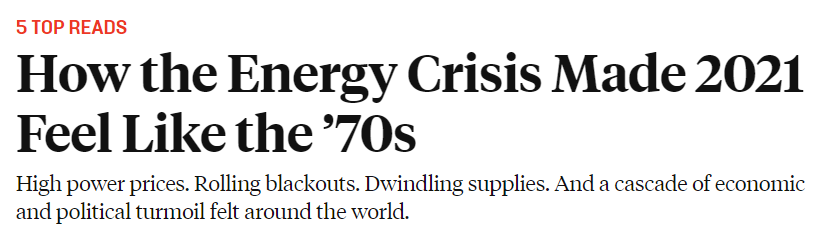 5 TOP READS
How the Energy Crisis Made 2021
Feel Like the ’70s
High power prices. Rolling blackouts. Dwindling supplies. And a cascade of economic
and political turmoil felt around the world.